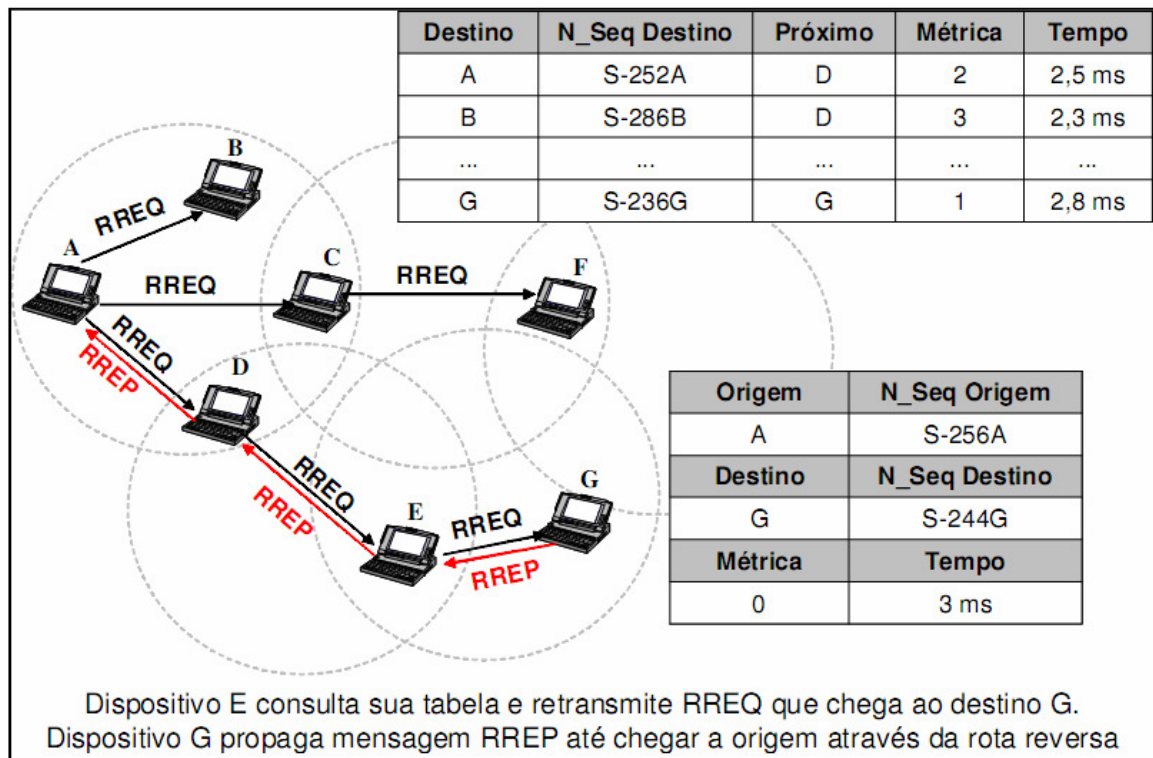 Destino N_Seq Destino Próximo Métrica Tempo
A S-252A D 2 2,5 ms
B S-286B D 3 2,3 ms
... ... ... ... ...
G S-236G G 1 2,8 ms
B
RREQ
A
C
F
RREQ
RREQ
RREQ
RREP
D
RREQ
RREP
E
G
RREQ
RREP
Origem N_Seq Origem
A S-256A
Destino N_Seq Destino
G S-244G
Métrica Tempo
0 3 ms
Dispositivo E consulta sua tabela e retransmite RREQ que chega ao destino G.
Dispositivo G propaga mensagem RREP até chegar a origem através da rota reversa